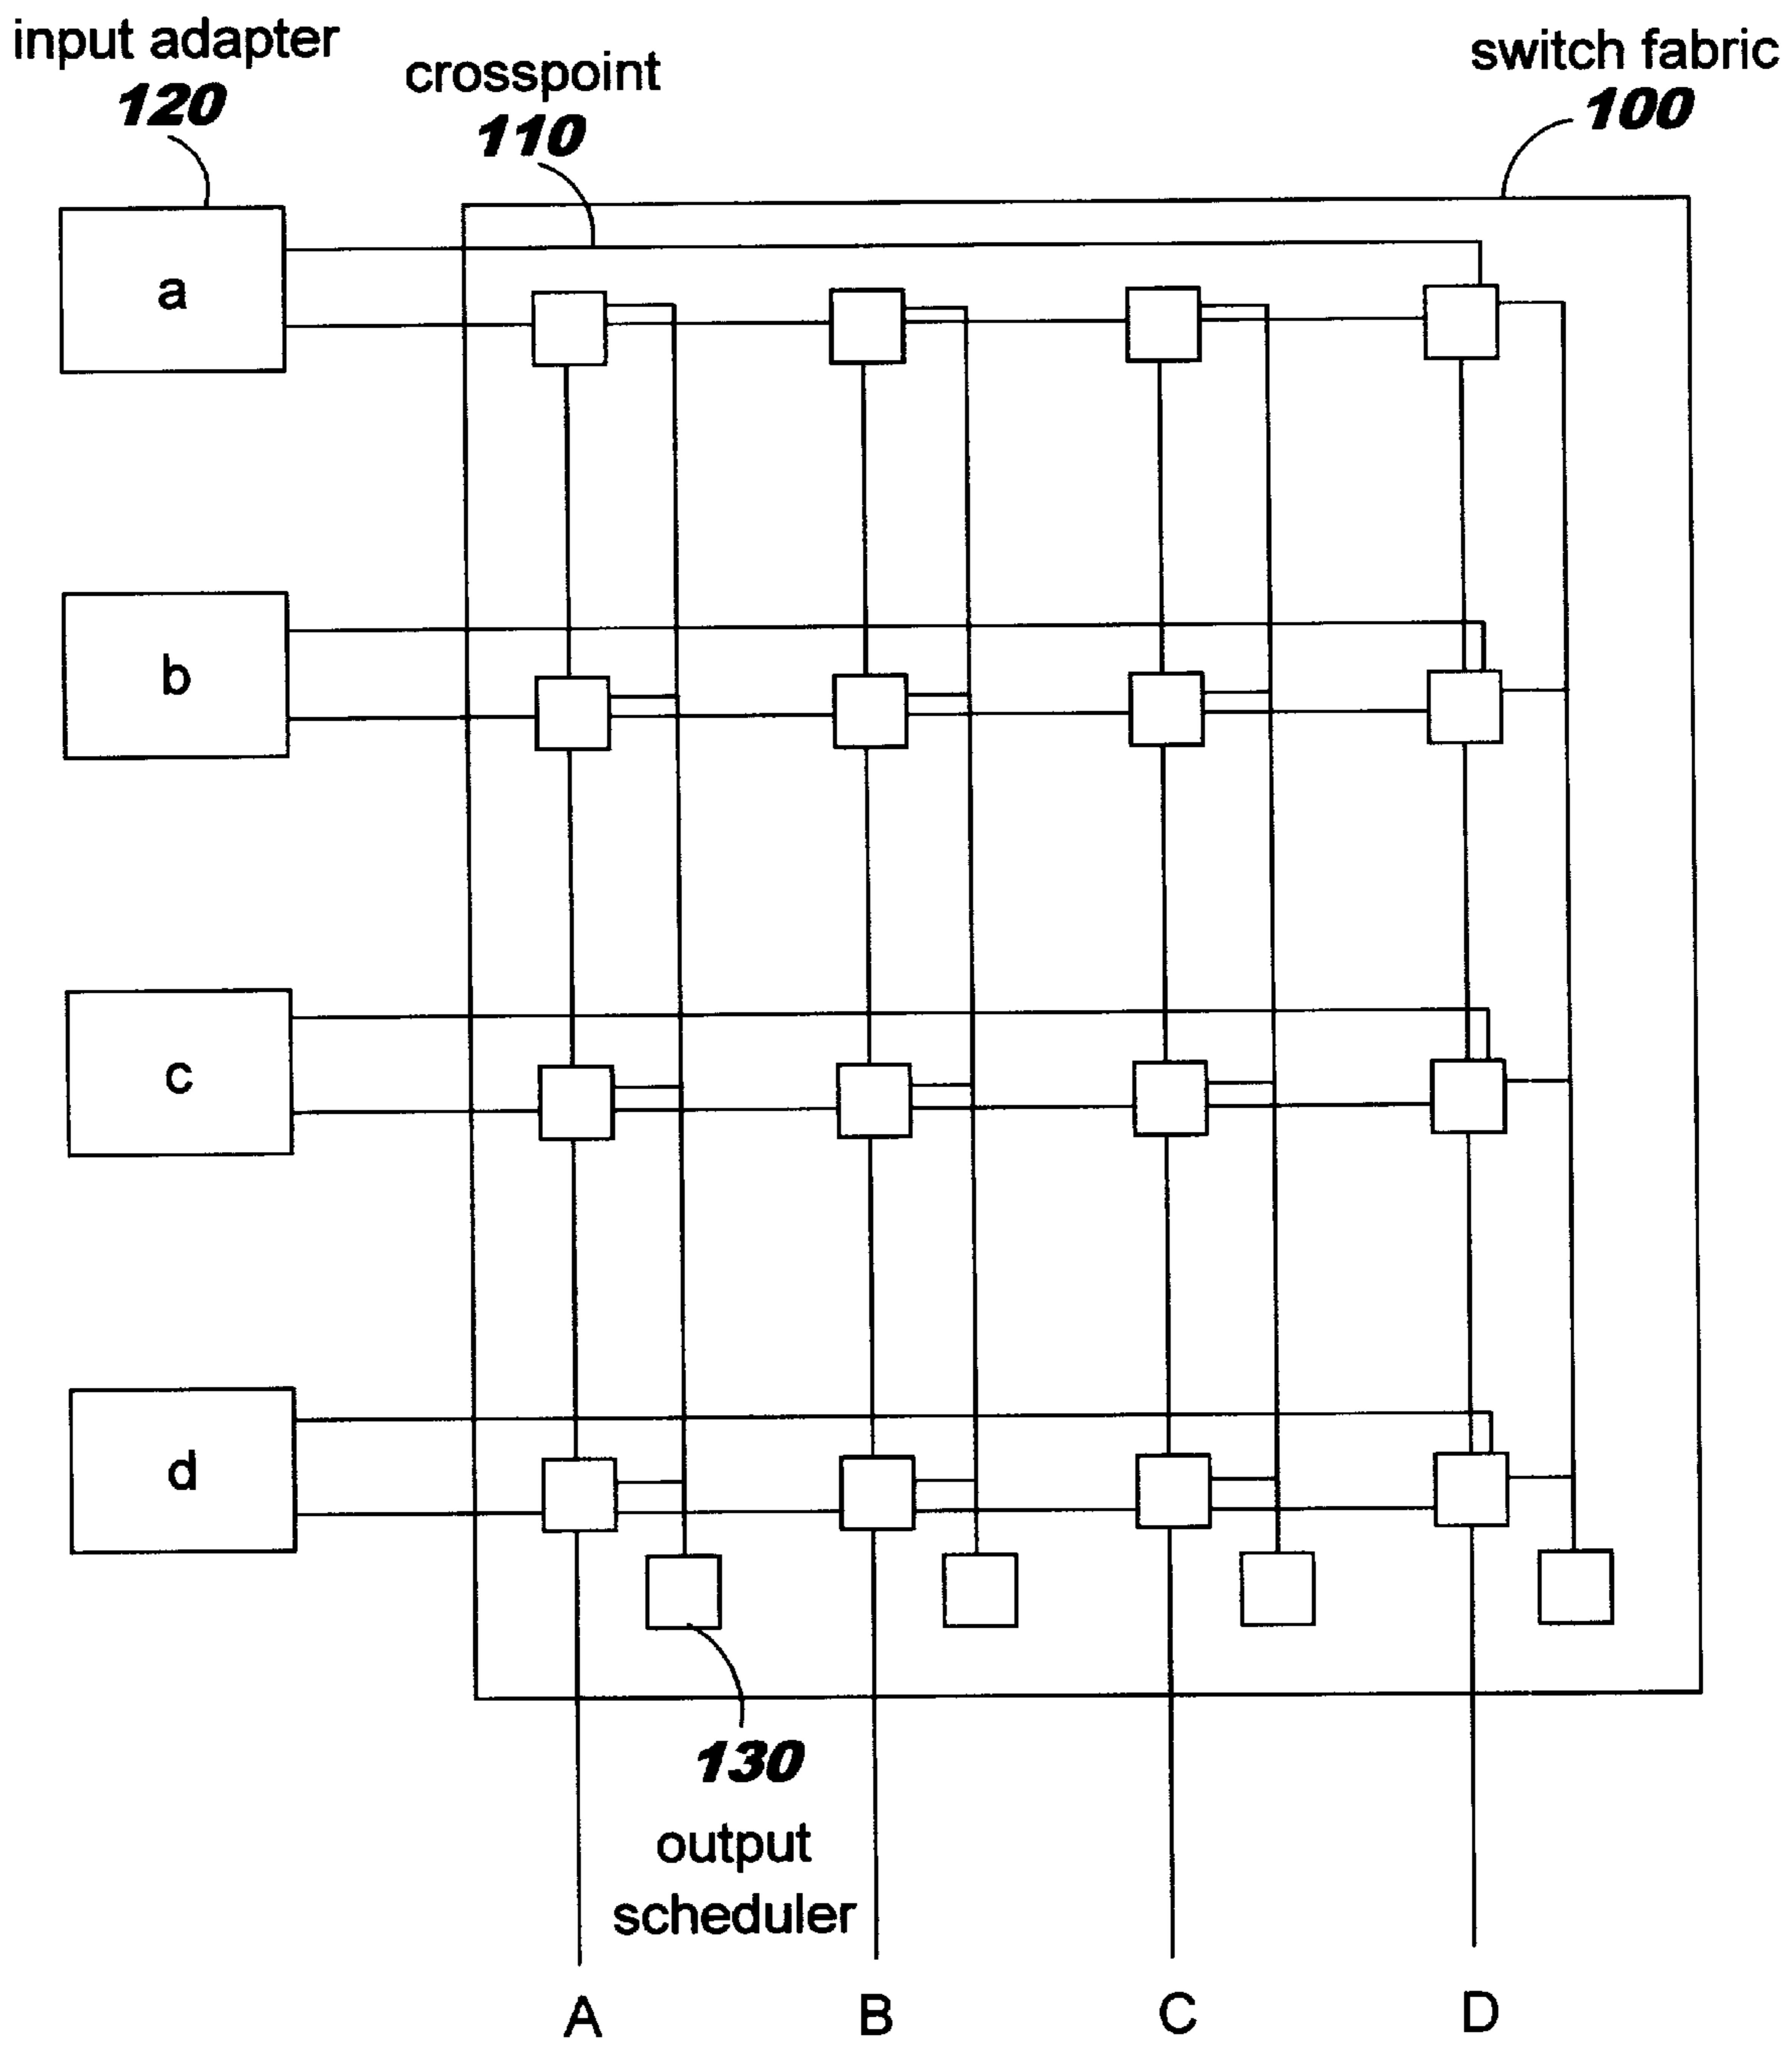 input adapter
120
crosspoint
110
switch fabric
100
a
b
c
d
130
output
scheduler
A
B
C
D